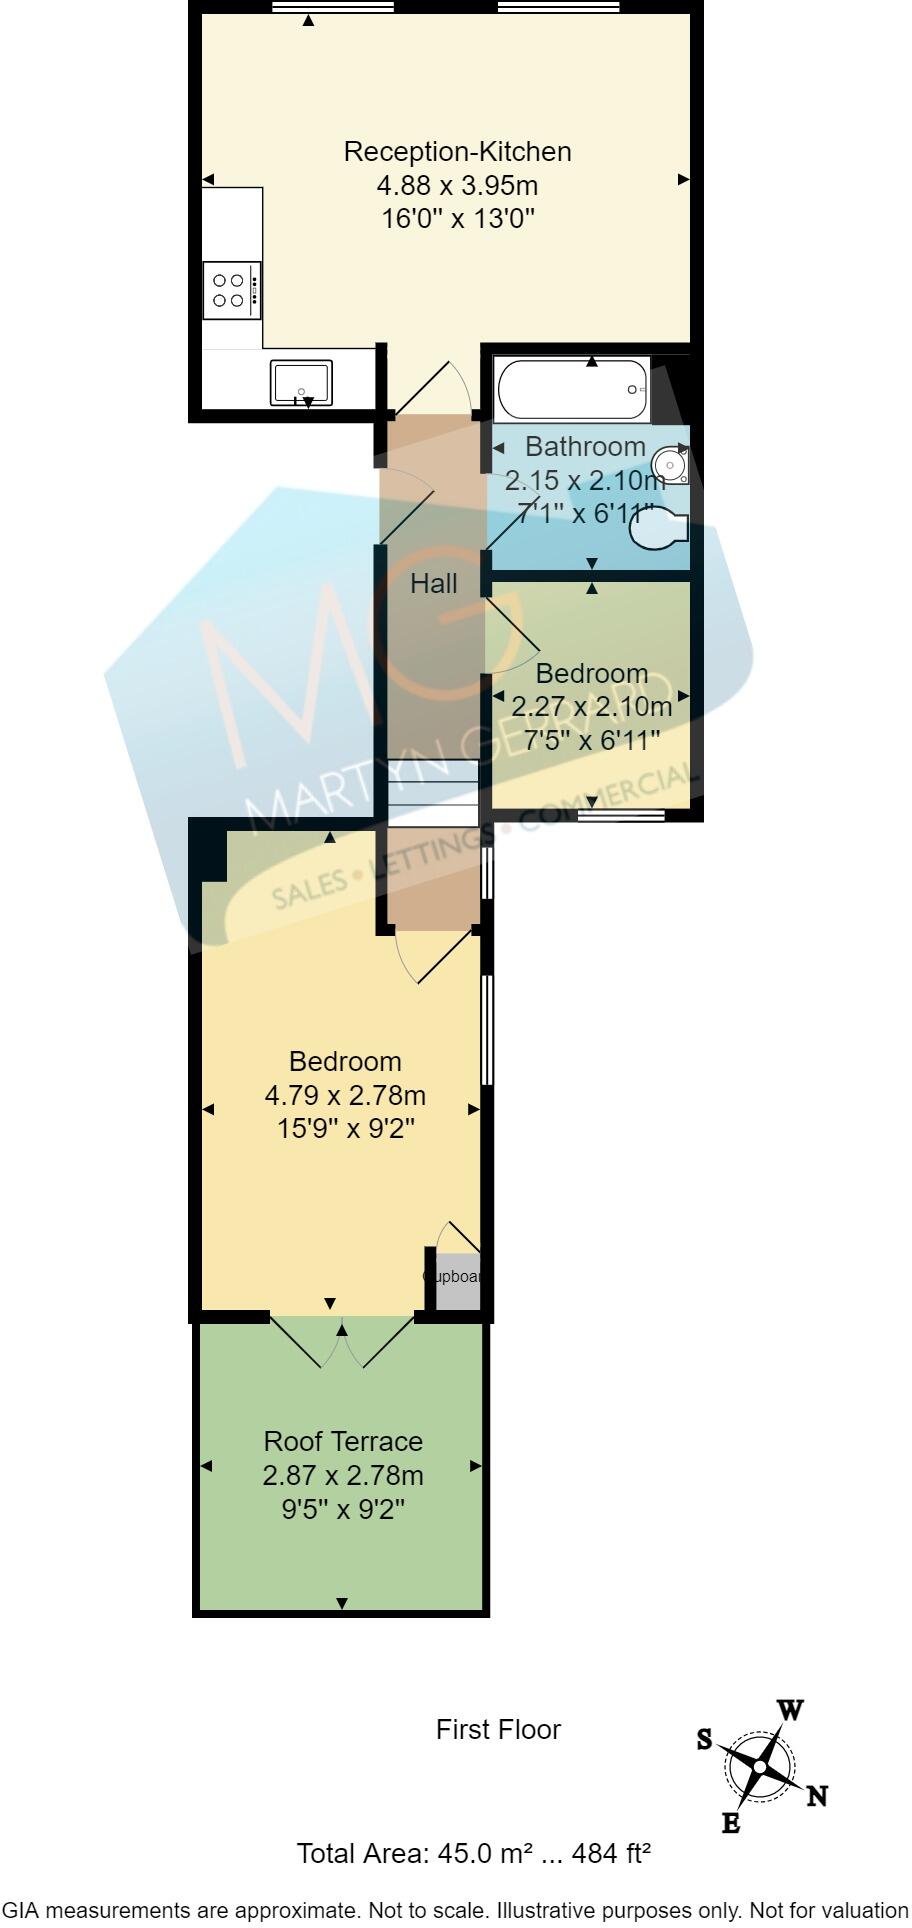 Reception-Kitchen
4.88 x 3.95m
16'0" x 13'0"
Bathroom
2.15 x 2.10m
7'1" x 6'11"
Hall
MG
Bedroom
2.27 x 2.10m
7'5" x 6'11"
MARTYN GERRARD
SALES • LETTINGS • COMMERCIAL
Bedroom
4.79 x 2.78m
15'9" x 9'2"
Cupboar
Roof Terrace
2.87 x 2.78m
9'5" x 9'2"
First Floor
W
S
N
E
Total Area: 45.0 m² ... 484 ft²
GIA measurements are approximate. Not to scale. Illustrative purposes only. Not for valuation